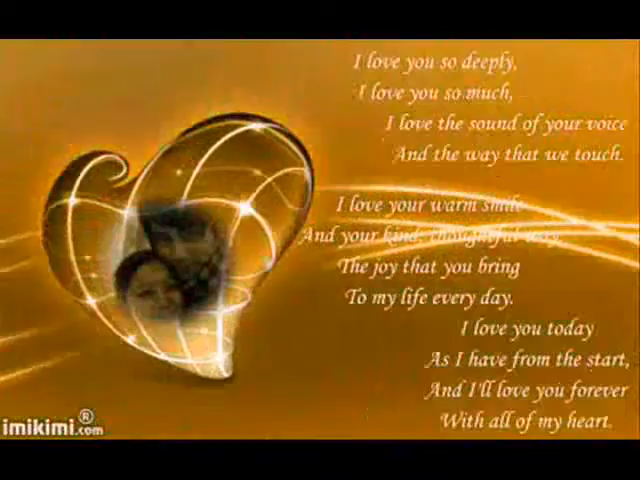 I love you so deeply,
I love you so much,
I love the sound of your voice
And the way that we touch.
I love your warm smile
And your kind, thoughtful way,
The joy that you bring
To my life every day.
I love you today
As I have from the start,
And I'll love you forever
With all of my heart.
imikimi.com®